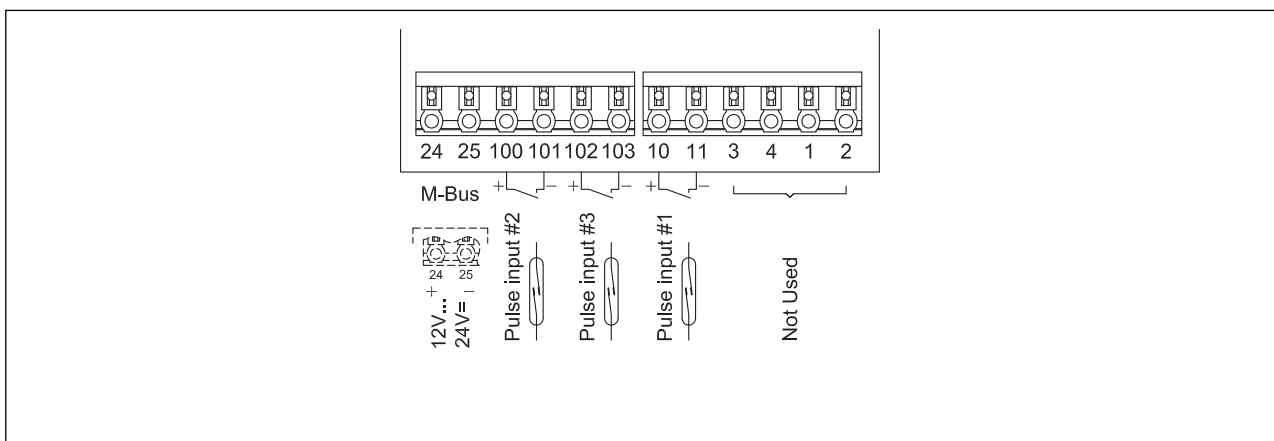 24 25 100 101 102 103 10 11 3 4 1 2
M-Bus + − + − + −
Pulse input #2
Pulse input #3
Pulse input #1
Not Used
24 25
+ −
12V...
24V=